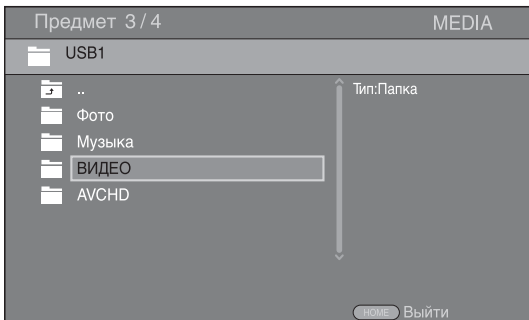 Предмет 3/4 MEDIA
USB1
..
Тип:Папка
Фото
Музыка
ВИДЕО
AVCHD
HOME Выйти